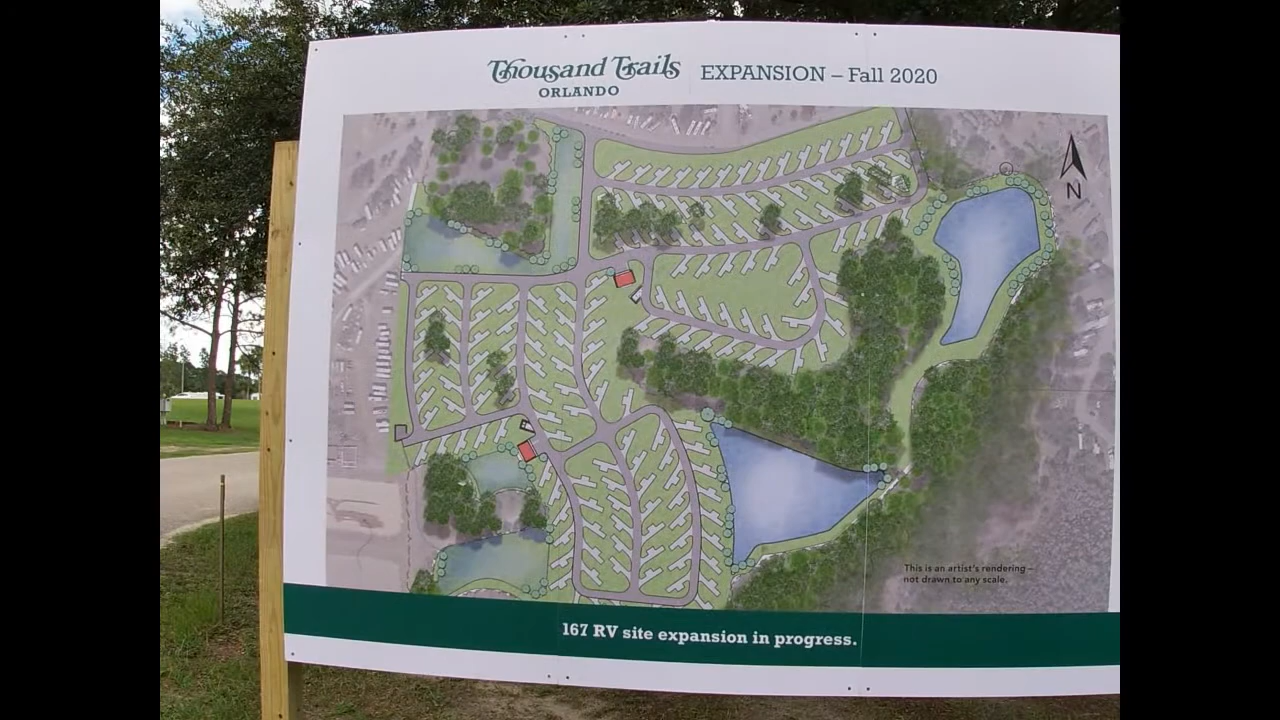 Thousand Trails
ORLANDO
EXPANSION – Fall 2020
N
This is an artist's rendering –
not drawn to any scale.
167 RV site expansion in progress.